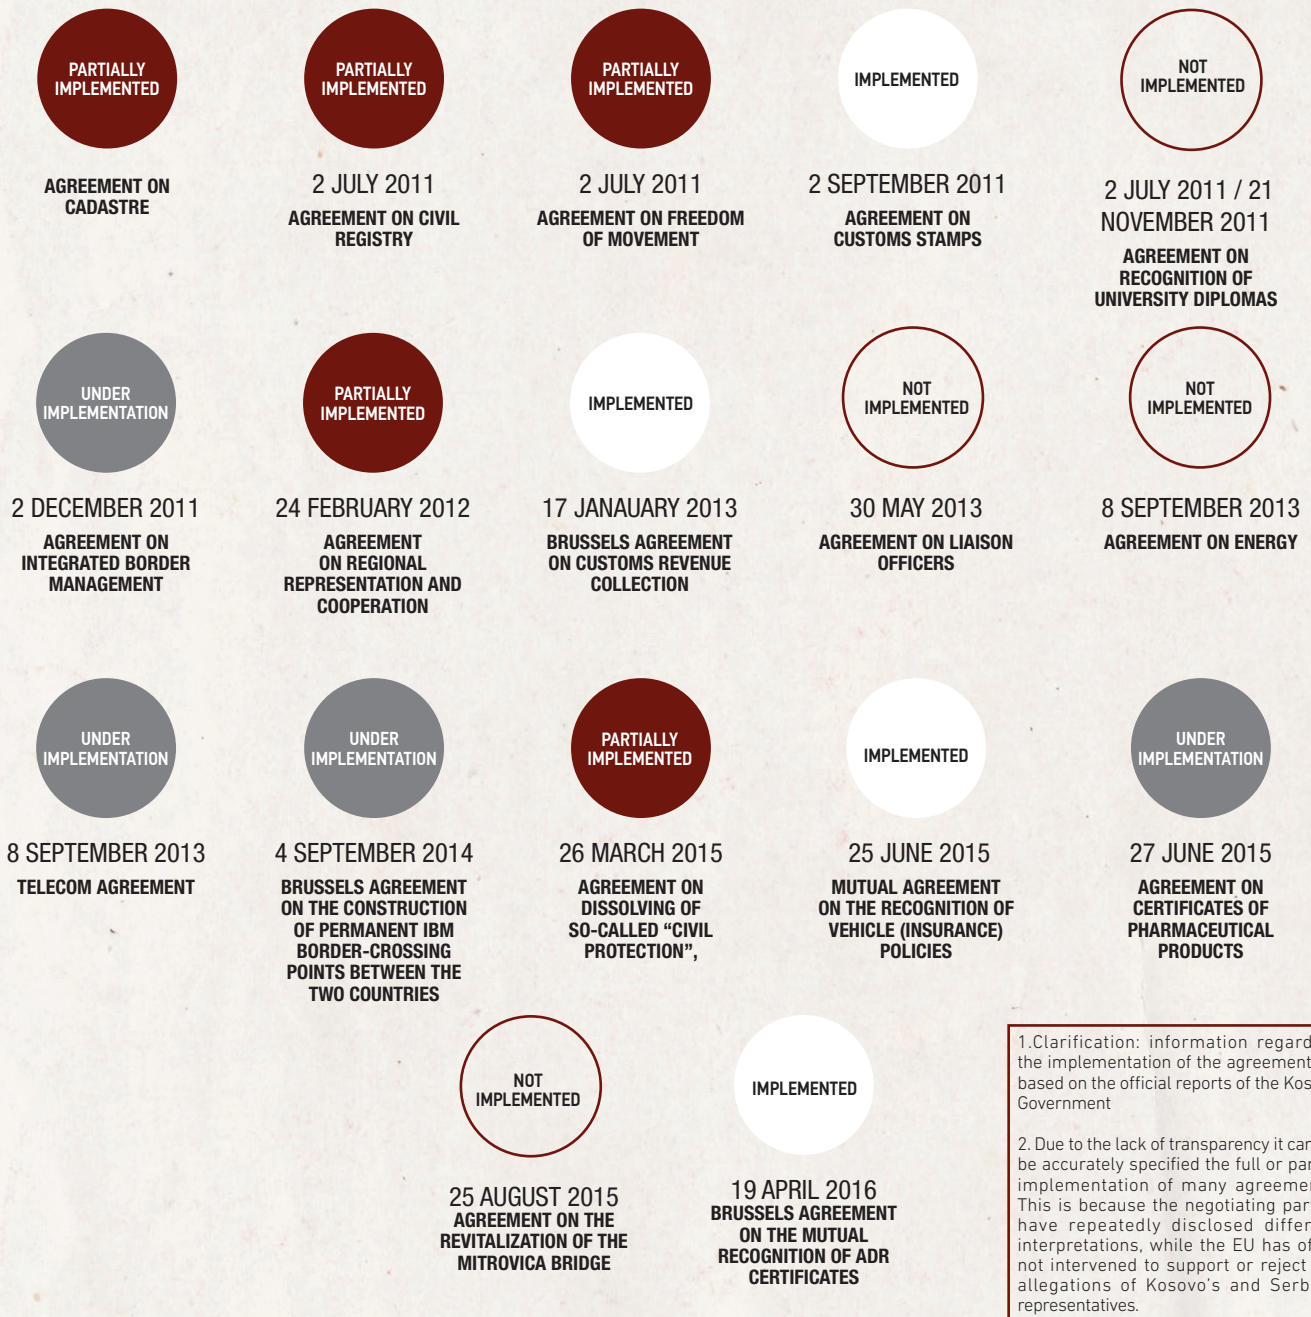 PARTIALLY
IMPLEMENTED
AGREEMENT ON
CADASTRE
PARTIALLY
IMPLEMENTED
2 JULY 2011
AGREEMENT ON CIVIL
REGISTRY
PARTIALLY
IMPLEMENTED
2 JULY 2011
AGREEMENT ON FREEDOM
OF MOVEMENT
IMPLEMENTED
2 SEPTEMBER 2011
AGREEMENT ON
CUSTOMS STAMPS
NOT
IMPLEMENTED
2 JULY 2011 / 21
NOVEMBER 2011
AGREEMENT ON
RECOGNITION OF
UNIVERSITY DIPLOMAS
UNDER
IMPLEMENTATION
2 DECEMBER 2011
AGREEMENT ON
INTEGRATED BORDER
MANAGEMENT
PARTIALLY
IMPLEMENTED
24 FEBRUARY 2012
AGREEMENT
ON REGIONAL
REPRESENTATION AND
COOPERATION
IMPLEMENTED
17 JANAUARY 2013
BRUSSELS AGREEMENT
ON CUSTOMS REVENUE
COLLECTION
NOT
IMPLEMENTED
30 MAY 2013
AGREEMENT ON LIAISON
OFFICERS
NOT
IMPLEMENTED
8 SEPTEMBER 2013
AGREEMENT ON ENERGY
UNDER
IMPLEMENTATION
8 SEPTEMBER 2013
TELECOM AGREEMENT
UNDER
IMPLEMENTATION
4 SEPTEMBER 2014
BRUSSELS AGREEMENT
ON THE CONSTRUCTION
OF PERMANENT IBM
BORDER-CROSSING
POINTS BETWEEN THE
TWO COUNTRIES
PARTIALLY
IMPLEMENTED
26 MARCH 2015
AGREEMENT ON
DISSOLVING OF
SO-CALLED “CIVIL
PROTECTION”,
IMPLEMENTED
25 JUNE 2015
MUTUAL AGREEMENT
ON THE RECOGNITION OF
VEHICLE (INSURANCE)
POLICIES
UNDER
IMPLEMENTATION
27 JUNE 2015
AGREEMENT ON
CERTIFICATES OF
PHARMACEUTICAL
PRODUCTS
NOT
IMPLEMENTED
25 AUGUST 2015
AGREEMENT ON THE
REVITALIZATION OF THE
MITROVICA BRIDGE
IMPLEMENTED
19 APRIL 2016
BRUSSELS AGREEMENT
ON THE MUTUAL
RECOGNITION OF ADR
CERTIFICATES
1.Clarification: information regard
the implementation of the agreement
based on the official reports of the Kos
Government
2. Due to the lack of transparency it can
be accurately specified the full or par
implementation of many agreemen
This is because the negotiating par
have repeatedly disclosed differ
interpretations, while the EU has of
not intervened to support or reject
allegations of Kosovo’s and Serb
representatives.